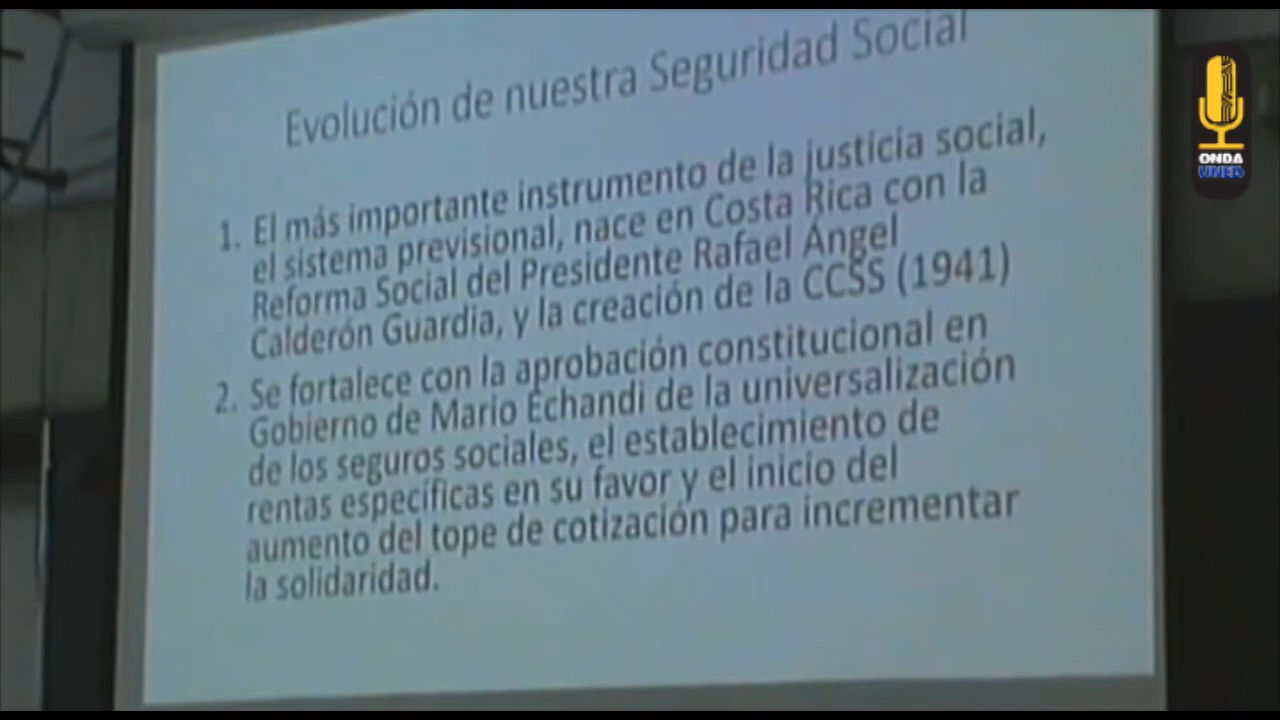 Evolución de nuestra Seguridad Social
1. El más importante instrumento de la justicia social,
el sistema previsional, nace en Costa Rica con la
Reforma Social del Presidente Rafael Ángel
Calderón Guardia, y la creación de la CCSS (1941)
2. Se fortalece con la aprobación constitucional en
Gobierno de Mario Echandi de la universalización
de los seguros sociales, el establecimiento de
rentas específicas en su favor y el inicio del
aumento del tope de cotización para incrementar
la solidaridad.
ONDA
UNED